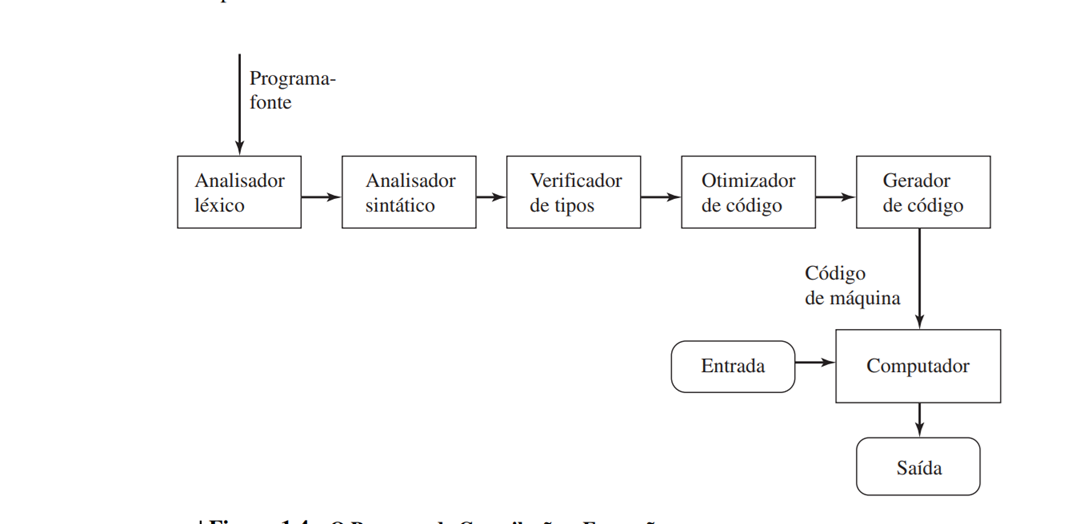 Programa-
fonte
Analisador
léxico
Analisador
sintático
Verificador
de tipos
Otimizador
de código
Gerador
de código
Código
de máquina
Entrada
Computador
Saída